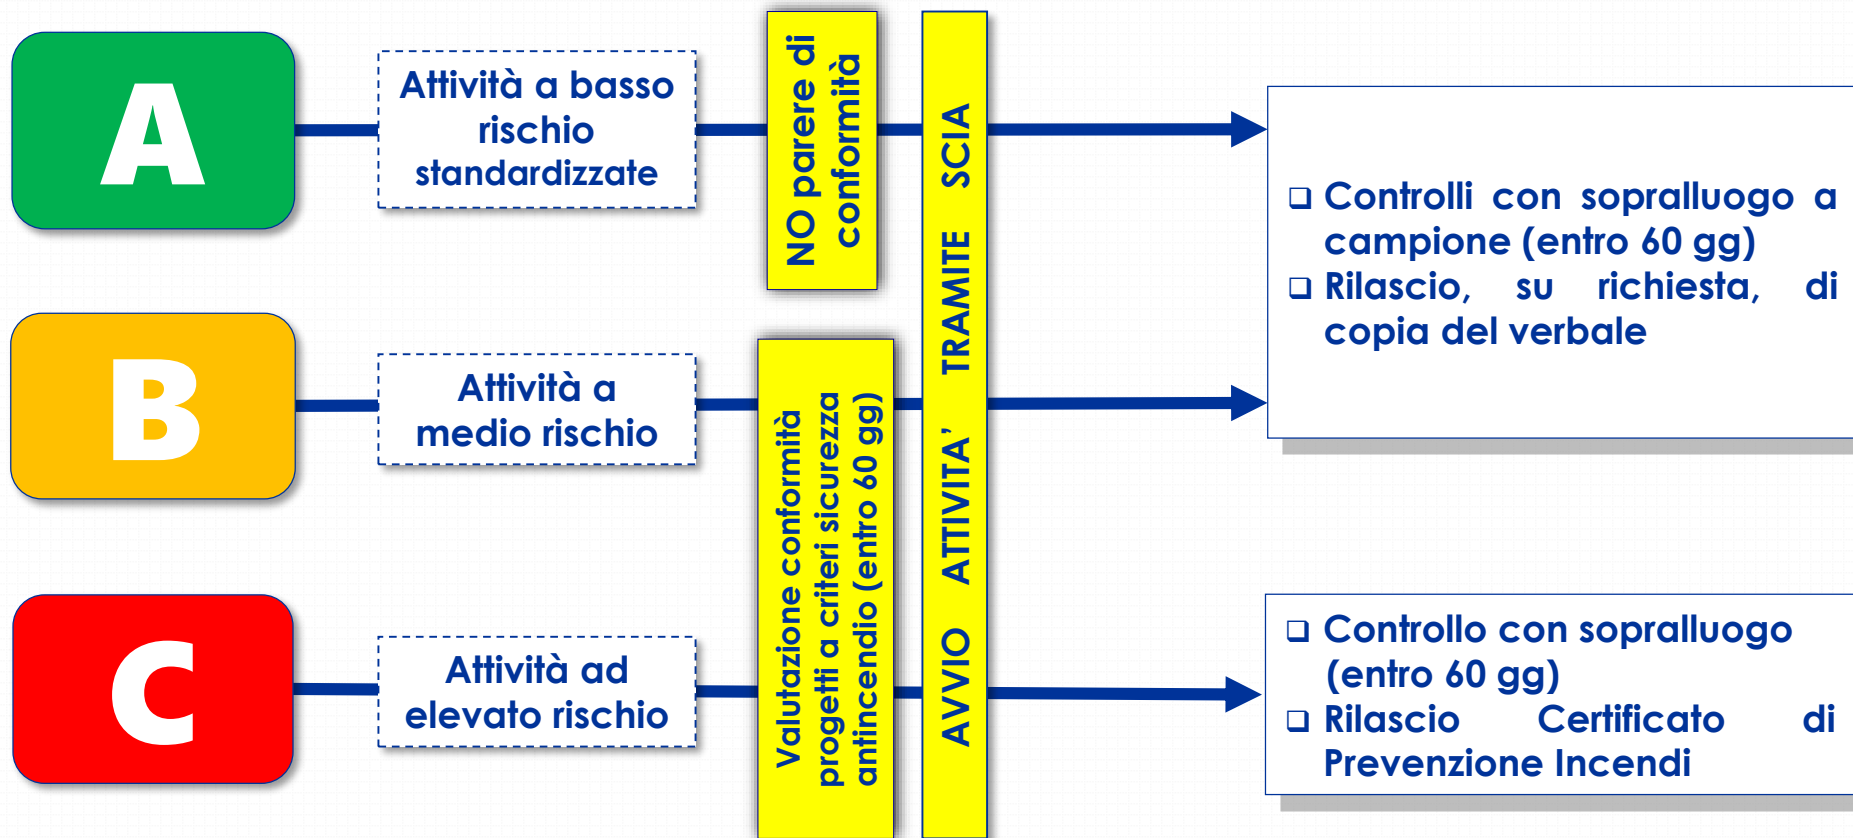 A
Attività a basso
rischio
standardizzate
NO parere di
conformità
B
Attività a
medio rischio
C
Attività ad
elevato rischio
Valutazione conformità
progetti a criteri sicurezza
antincendio (entro 60 gg)
AVVIO ATTIVITA’ TRAMITE SCIA
❑ Controlli con sopralluogo a
campione (entro 60 gg)
❑ Rilascio, su richiesta, di
copia del verbale
❑ Controllo con sopralluogo
(entro 60 gg)
❑ Rilascio Certificato di
Prevenzione Incendi